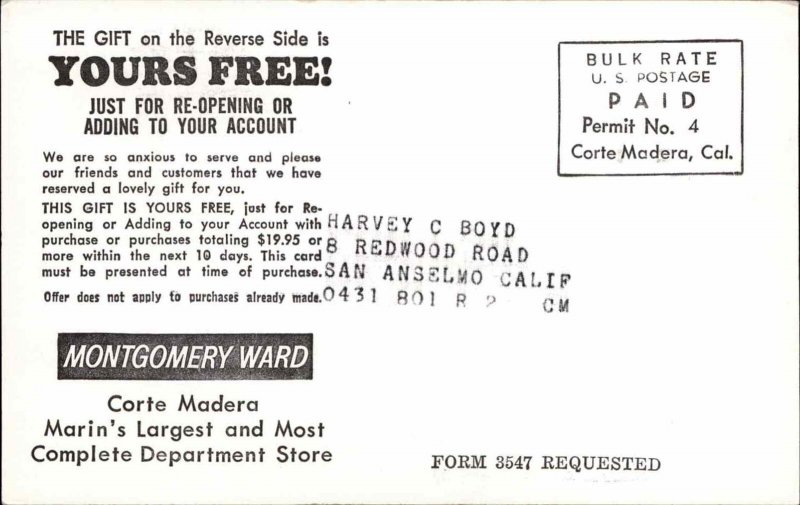 THE GIFT on the Reverse Side is
YOURS FREE!
JUST FOR RE-OPENING OR
ADDING TO YOUR ACCOUNT
We are so anxious to serve and please
our friends and customers that we have
reserved a lovely gift for you.
THIS GIFT IS YOURS FREE, just for Re-
opening or Adding to your Account with
purchase or purchases totaling $19.95 or
more within the next 10 days. This card
must be presented at time of purchase.
Offer does not apply to purchases already made.
MONTGOMERY WARD
Corte Madera
Marin's Largest and Most
Complete Department Store
BULK RATE
U. S. POSTAGE
PAID
Permit No. 4
Corte Madera, Cal.
HARVEY C BOYD
8 REDWOOD ROAD
SAN ANSELMO CALIF
0431 801 R 2 CM
FORM 3547 REQUESTED